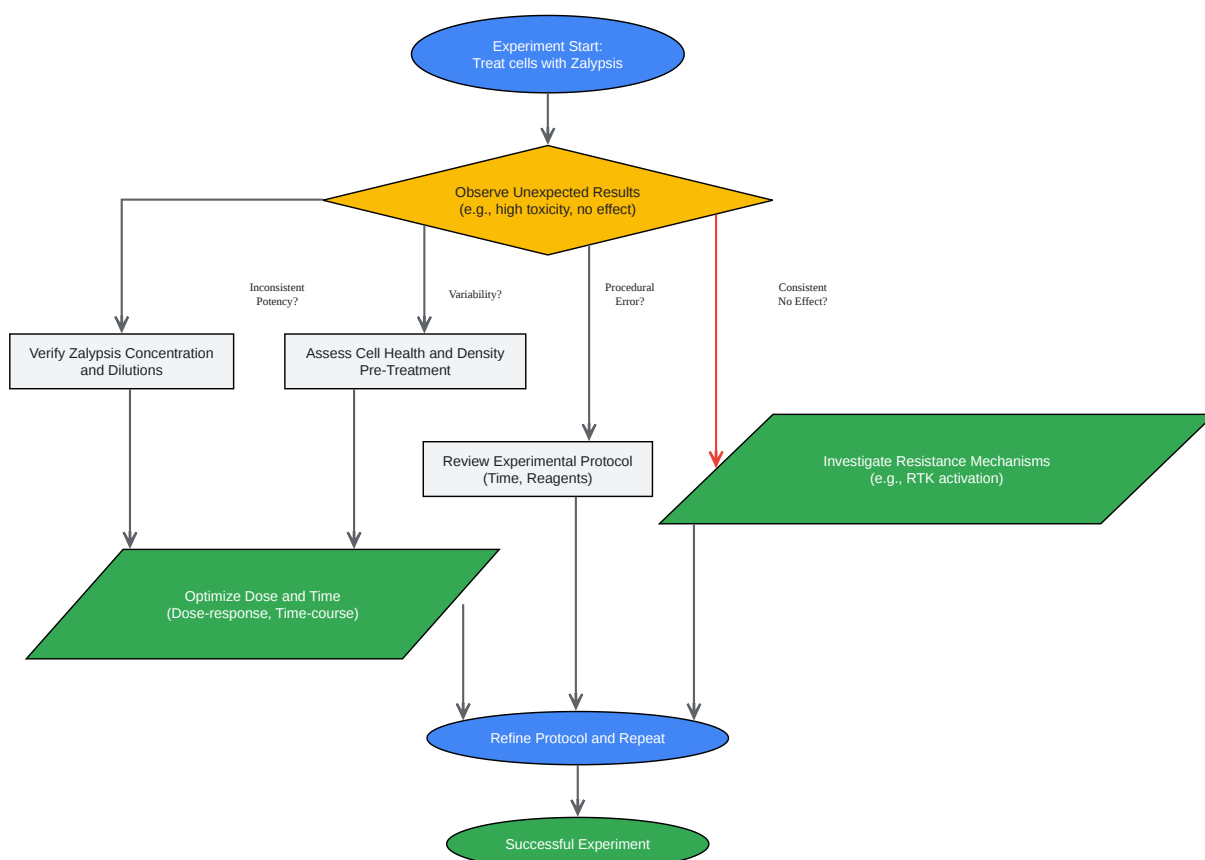 Experiment Start:
Treat cells with Zalypsis
Observe Unexpected Results
(e.g., high toxicity, no effect)
Inconsistent
Potency?
Variability?
Procedural
Error?
Consistent
No Effect?
Verify Zalypsis Concentration
and Dilutions
Assess Cell Health and Density
Pre-Treatment
Review Experimental Protocol
(Time, Reagents)
Investigate Resistance Mechanisms
(e.g., RTK activation)
Optimize Dose and Time
(Dose-response, Time-course)
Refine Protocol and Repeat
Successful Experiment